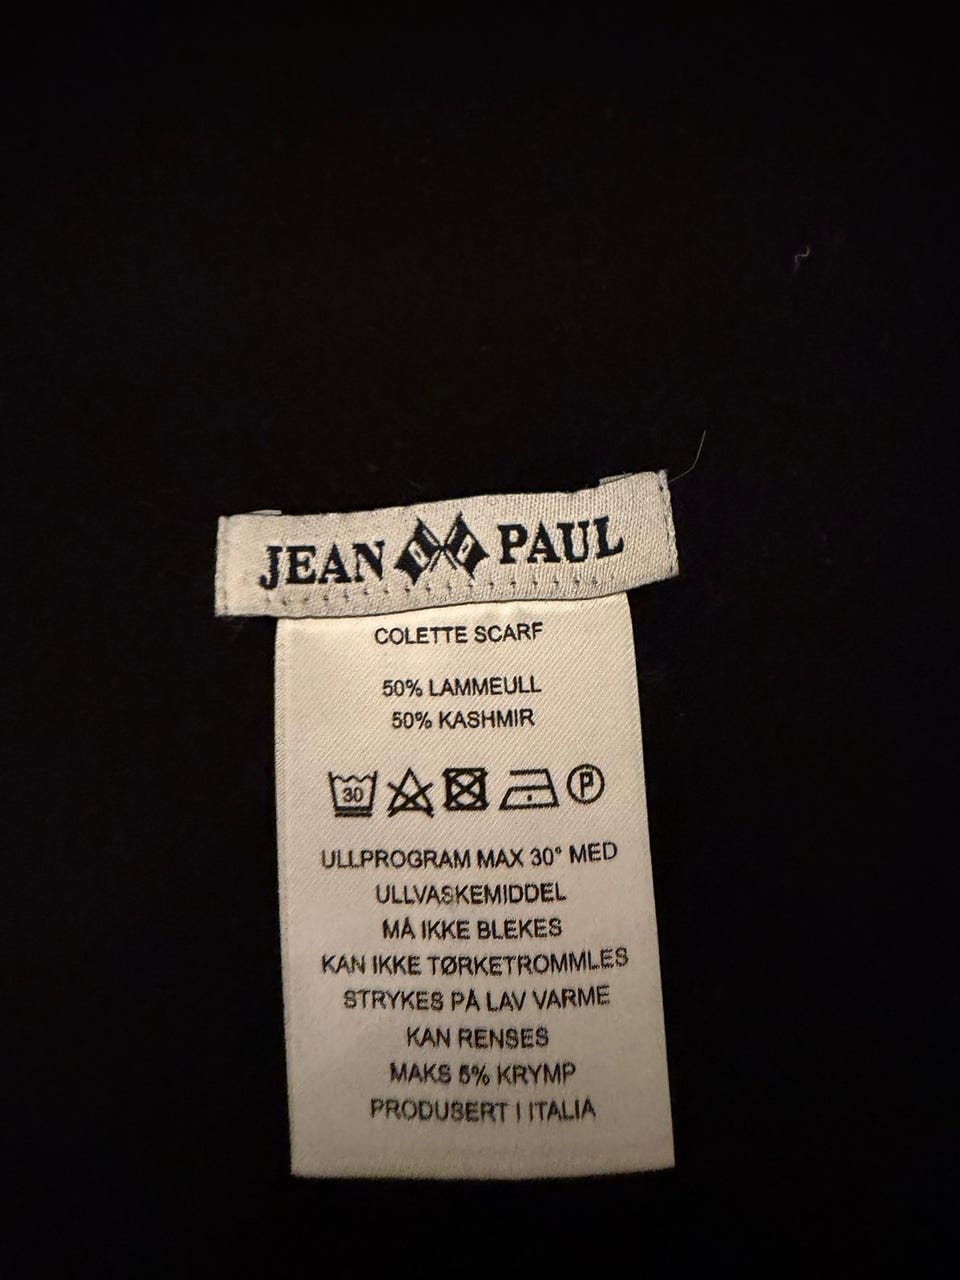 JEAN PAUL
COLETTE SCARF
50% LAMMEULL
50% KASHMIR
30 P
ULLPROGRAM MAX 30° MED
ULLVASKEMIDDEL
MÅ IKKE BLEKES
KAN IKKE TØRKETROMMLES
STRYKES PÅ LAV VARME
KAN RENSES
MAKS 5% KRYMP
PRODUSERT I ITALIA